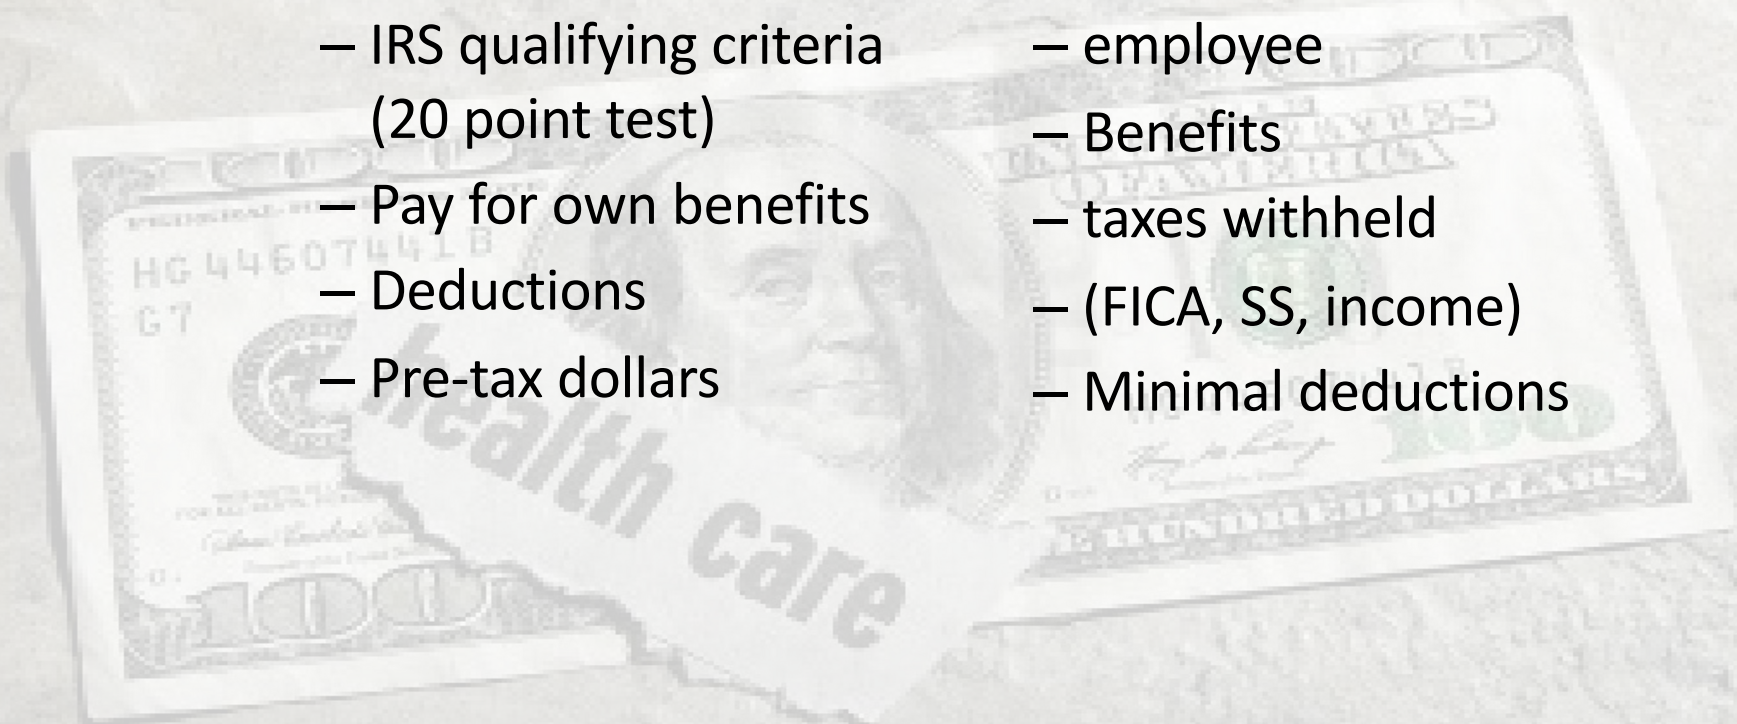 – IRS qualifying criteria
(20 point test)
– Pay for own benefits
– Deductions
– Pre-tax dollars
– employee
– Benefits
– taxes withheld
– (FICA, SS, income)
– Minimal deductions
HG 44607441 B
G7
health care